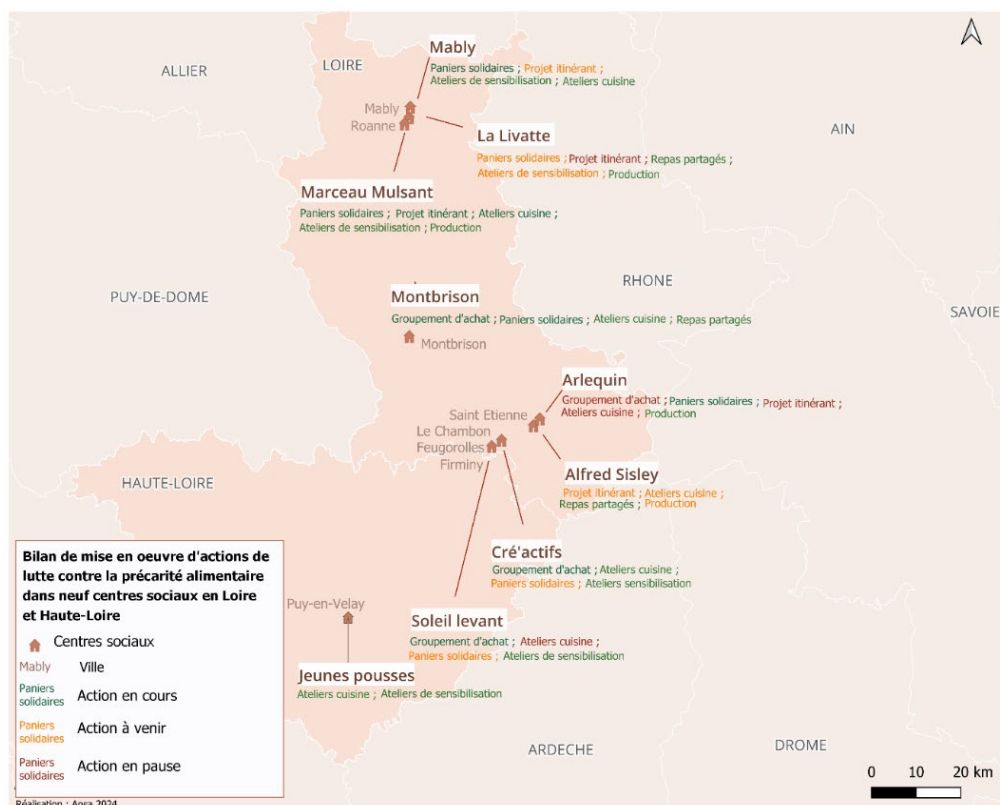 ALLIER
LOIRE
Mably
Paniers solidaires ; Projet itinérant ;
Ateliers de sensibilisation ; Ateliers cuisine
Mably
Roanne
AIN
La Livatte
Paniers solidaires ; Projet itinérant ; Repas partagés ;
Ateliers de sensibilisation ; Production
Marceau Mulsant
Paniers solidaires ; Projet itinérant ; Ateliers cuisine ;
Ateliers de sensibilisation ; Production
PUY-DE-DOME
RHONE
SAVOIE
Montbrison
Groupement d'achat ; Paniers solidaires ; Ateliers cuisine ; Repas partagés
Montbrison
Arlequin
Groupement d'achat ; Paniers solidaires ; Projet itinérant ;
Ateliers cuisine ; Production
Saint Etienne
Le Chambon
Feugorolles
Firminy
HAUTE-LOIRE
Alfred Sisley
Projet itinérant ; Ateliers cuisine ;
Repas partagés ; Production
Cré'actifs
Groupement d'achat ; Ateliers cuisine ;
Paniers solidaires ; Ateliers sensibilisation
Soleil levant
Groupement d'achat ; Ateliers cuisine ;
Paniers solidaires ; Ateliers de sensibilisation
Puy-en-Velay
Jeunes pousses
Ateliers cuisine ; Ateliers de sensibilisation
ARDECHE
DROME
Bilan de mise en oeuvre d'actions de
lutte contre la précarité alimentaire
dans neuf centres sociaux en Loire
et Haute-Loire
Centres sociaux
Mably Ville
Paniers
solidaires Action en cours
Paniers
solidaires Action à venir
Paniers
solidaires Action en pause
0 10 20 km
Réalisation : Ansa 2024